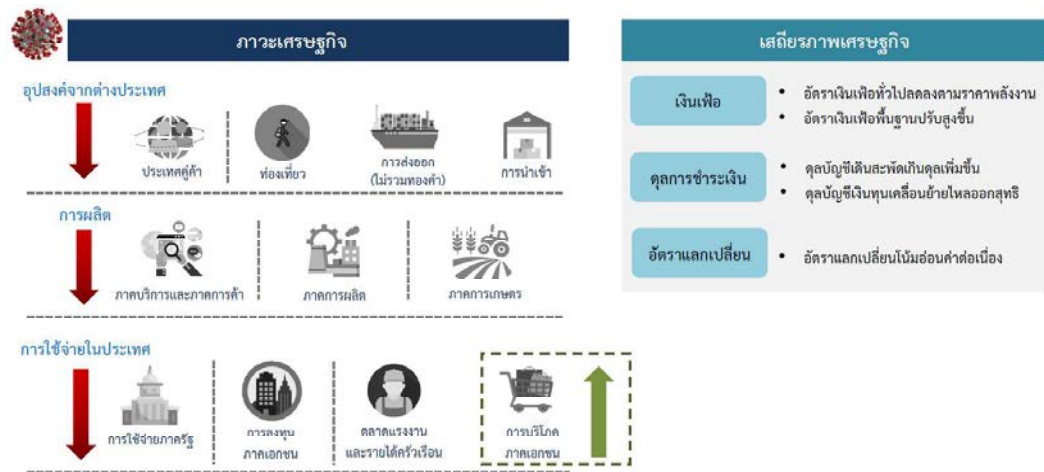 ภาวะเศรษฐกิจ
อุปสงค์จากต่างประเทศ
ประเทศคู่ค้า
ท่องเที่ยว
การส่งออก
(ไม่รวมทองคำ)
การนำเข้า
การผลิต
ภาคบริการและภาคการค้า
ภาคการผลิต
ภาคการเกษตร
การใช้จ่ายในประเทศ
การใช้จ่ายภาครัฐ
การลงทุน
ภาคเอกชน
ตลาดแรงงาน
และรายได้ครัวเรือน
การบริโภค
ภาคเอกชน
เสถียรภาพเศรษฐกิจ
เงินเฟ้อ
• อัตราเงินเฟ้อทั่วไปลดลงตามราคาพลังงาน
• อัตราเงินเฟ้อพื้นฐานปรับสูงขึ้น
ดุลการชำระเงิน
• ดุลบัญชีเดินสะพัดเกินดุลเพิ่มขึ้น
• ดุลบัญชีเงินทุนเคลื่อนย้ายไหลออกสุทธิ
อัตราแลกเปลี่ยน
• อัตราแลกเปลี่ยนโน้มอ่อนค่าต่อเนื่อง